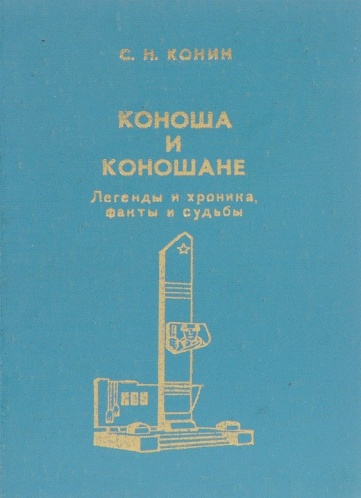 С. Н. КОНИН
КОНОША
И
КОНОШАНЕ
Легенды и хроника,
факты и судьбы